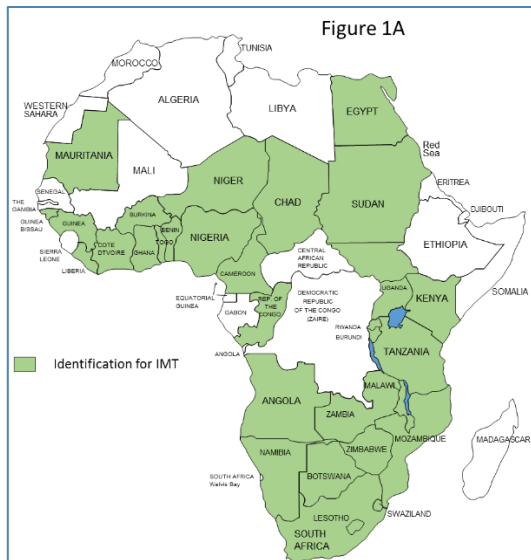 Figure 1A
TUNISIA
MOROCCO
ALGERIA
LIBYA
EGYPT
WESTERN
SAHARA
Red
Sea
MAURITANIA
MALI
NIGER
CHAD
SUDAN
ERITREA
SENEGAL
THE
GAMBIA
GUINEA
BISSAU
GUINEA
BURKINA
DJIBOUTI
SIERRA
LEONE
COTE
D'IVOIRE
GHANA
TOGO
BENIN
NIGERIA
ETHIOPIA
LIBERIA
CENTRAL
AFRICAN
REPUBLIC
CAMEROON
SOMALIA
EQUATORIAL
GUINEA
GABON
REP. OF
THE
CONGO
DEMOCRATIC
REPUBLIC
OF THE CONGO
(ZAIRE)
UGANDA
KENYA
RWANDA
BURUNDI
ANGOLA
TANZANIA
Identification for IMT
ANGOLA
MALAWI
ZAMBIA
MOZAMBIQUE
MADAGASCAR
ZIMBABWE
NAMIBIA
BOTSWANA
SOUTH AFRICA
Walvis Bay
SWAZILAND
LESOTHO
SOUTH
AFRICA